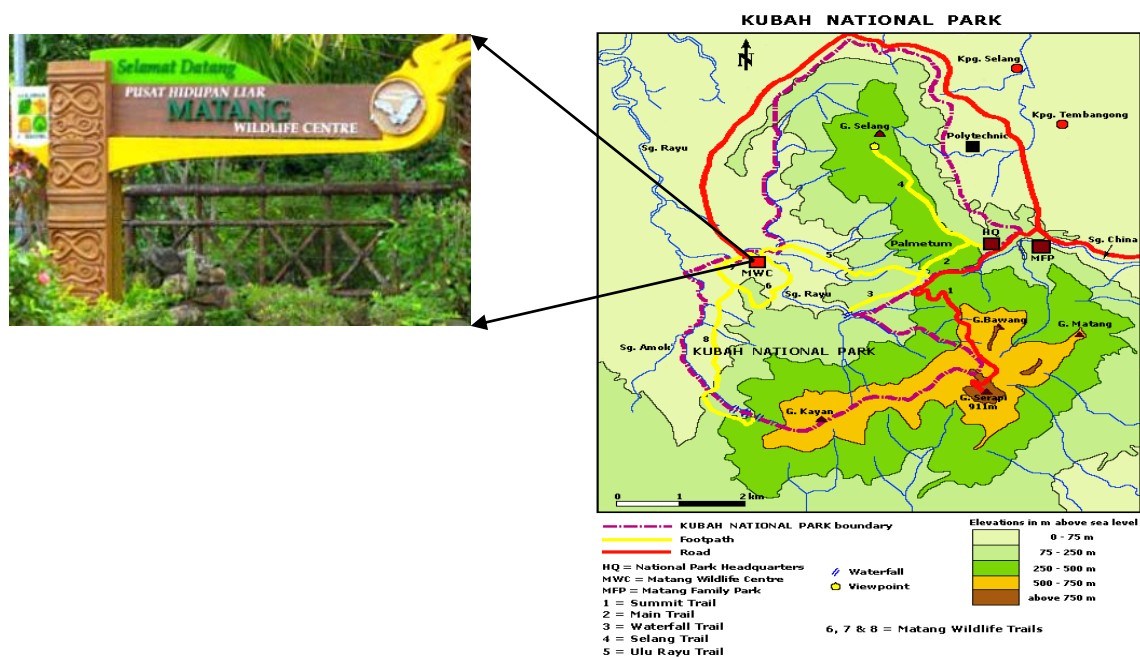 Selamat Datang
PUSAT HIDUPAN LIAR
MATANG
WILDLIFE CENTRE
KUBAH NATIONAL PARK
N
Kpg. Selang
Kpg. Tembangong
G. Selang
Polytechnic
Sg. Rayu
4
HQ
Sg. China
Palmetum
MFP
5
2
MWC
7
6
Sg. Rayu
3
1
G.Bawang
G. Matang
8
Sg. Amok
KUBAH NATIONAL PARK
G. Serapi
911m
G. Kayan
0 1 2 km
KUBAH NATIONAL PARK boundary
Footpath
Road
HQ = National Park Headquarters
MWC = Matang Wildlife Centre
MFP = Matang Family Park
1 = Summit Trail
2 = Main Trail
3 = Waterfall Trail
4 = Selang Trail
5 = Ulu Rayu Trail
Waterfall
Viewpoint
6, 7 & 8 = Matang Wildlife Trails
Elevations in m above sea level
0 - 75 m
75 - 250 m
250 - 500 m
500 - 750 m
above 750 m